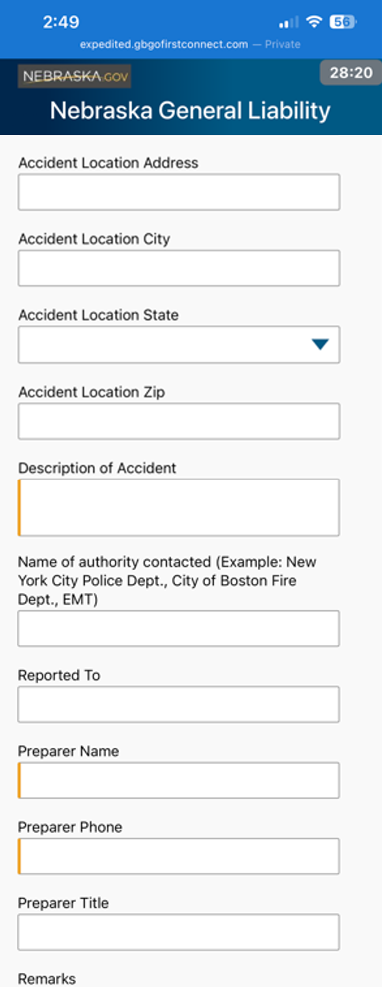 2:49
56
expedited.gbgofirstconnect.com — Private
NEBRASKA.GOV
28:20
Nebraska General Liability
Accident Location Address
Accident Location City
Accident Location State
Accident Location Zip
Description of Accident
Name of authority contacted (Example: New
York City Police Dept., City of Boston Fire
Dept., EMT)
Reported To
Preparer Name
Preparer Phone
Preparer Title
Remarks